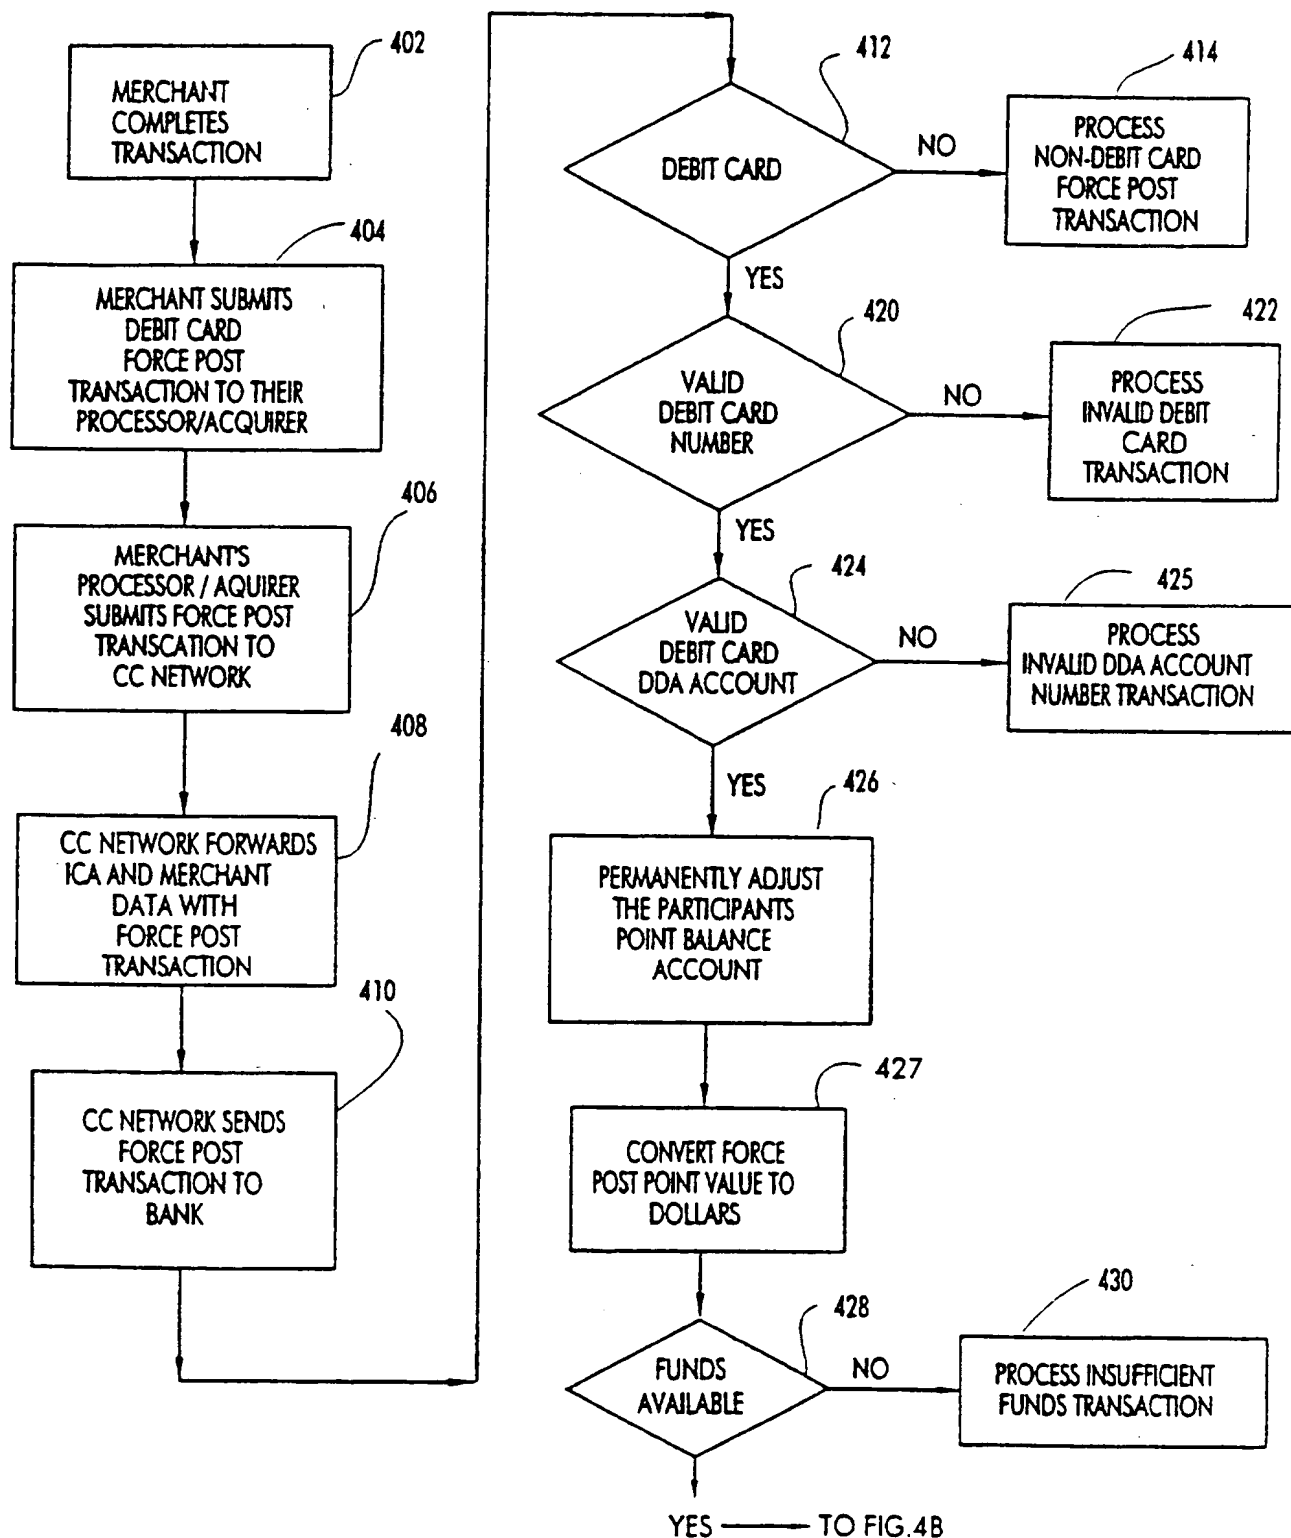 402
MERCHANT
COMPLETES
TRANSACTION
404
MERCHANT SUBMITS
DEBIT CARD
FORCE POST
TRANSACTION TO THEIR
PROCESSOR/ACQUIRER
406
MERCHANT'S
PROCESSOR / AQUIRER
SUBMITS FORCE POST
TRANSCATION TO
CC NETWORK
408
CC NETWORK FORWARDS
ICA AND MERCHANT
DATA WITH
FORCE POST
TRANSACTION
410
CC NETWORK SENDS
FORCE POST
TRANSACTION TO
BANK
412
DEBIT CARD
NO
414
PROCESS
NON-DEBIT CARD
FORCE POST
TRANSACTION
YES
420
VALID
DEBIT CARD
NUMBER
NO
422
PROCESS
INVALID DEBIT
CARD
TRANSACTION
YES
424
VALID
DEBIT CARD
DDA ACCOUNT
NO
425
PROCESS
INVALID DDA ACCOUNT
NUMBER TRANSACTION
YES
426
PERMANENTLY ADJUST
THE PARTICIPANTS
POINT BALANCE
ACCOUNT
427
CONVERT FORCE
POST POINT VALUE TO
DOLLARS
428
FUNDS
AVAILABLE
NO
430
PROCESS INSUFFICIENT
FUNDS TRANSACTION
YES TO FIG.4B